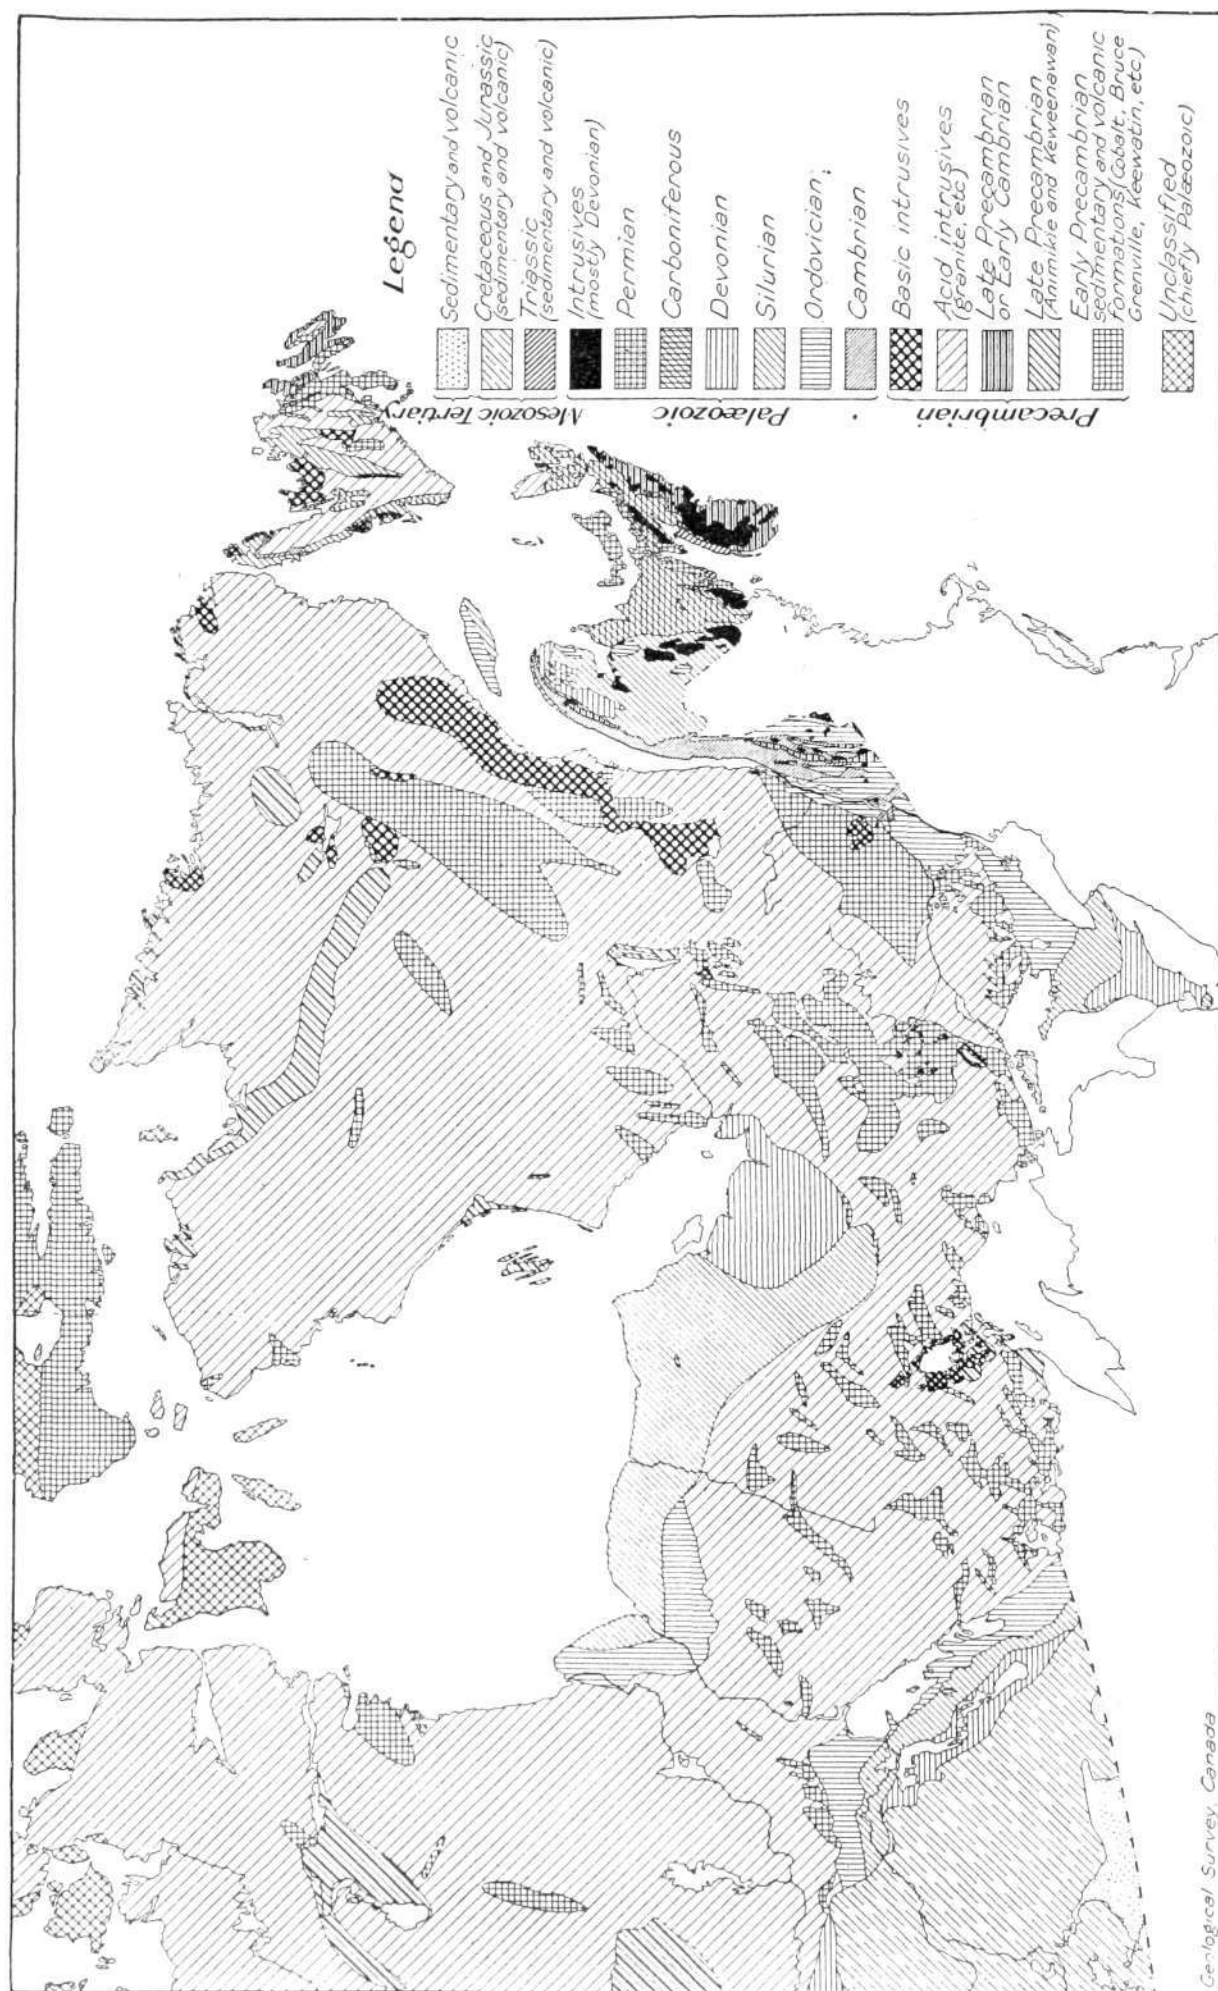 Legend
Tertiary
Sedimentary and volcanic
Mesozoic
Cretaceous and Jurassic
(sedimentary and volcanic)
Triassic
(sedimentary and volcanic)
Palæozoic
Intrusives
(mostly Devonian)
Permian
Carboniferous
Devonian
Silurian
Ordovician
Cambrian
Precambrian
Basic intrusives
Acid intrusives
(granite, etc)
Late Precambrian
or Early Cambrian
Late Precambrian
(Animikie and Keweenawan)
Early Precambrian
sedimentary and volcanic
formations (Cobalt, Bruce
Grenville, Keewatin, etc)
Unclassified
(chiefly Palæozoic)
Geological Survey, Canada